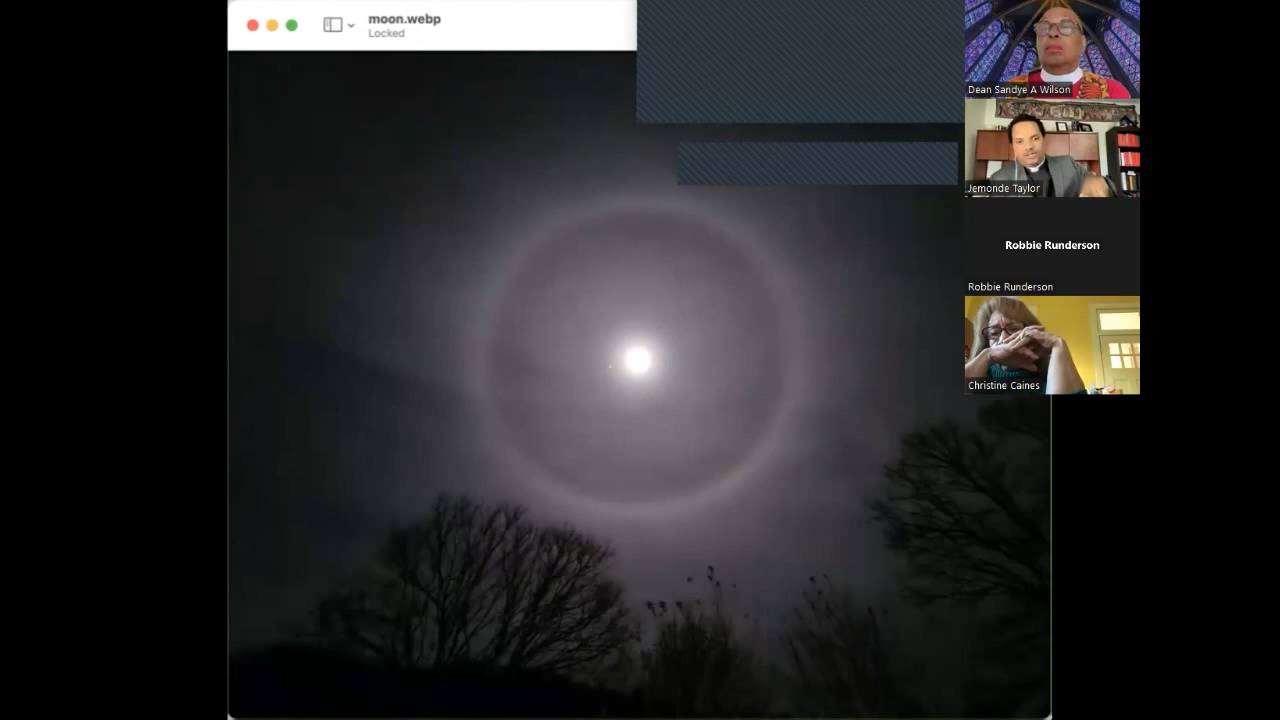 moon.webp
Locked
Dean Sandye A Wilson
Jemonde Taylor
Robbie Runderson
Robbie Runderson
Christine Caines